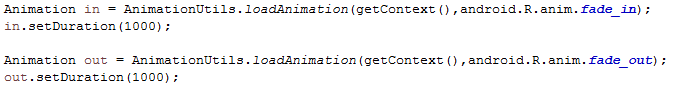 Animation in = AnimationUtils.loadAnimation(getContext(),android.R.anim.fade_in);
in.setDuration(1000);
Animation out = AnimationUtils.loadAnimation(getContext(),android.R.anim.fade_out);
out.setDuration(1000);